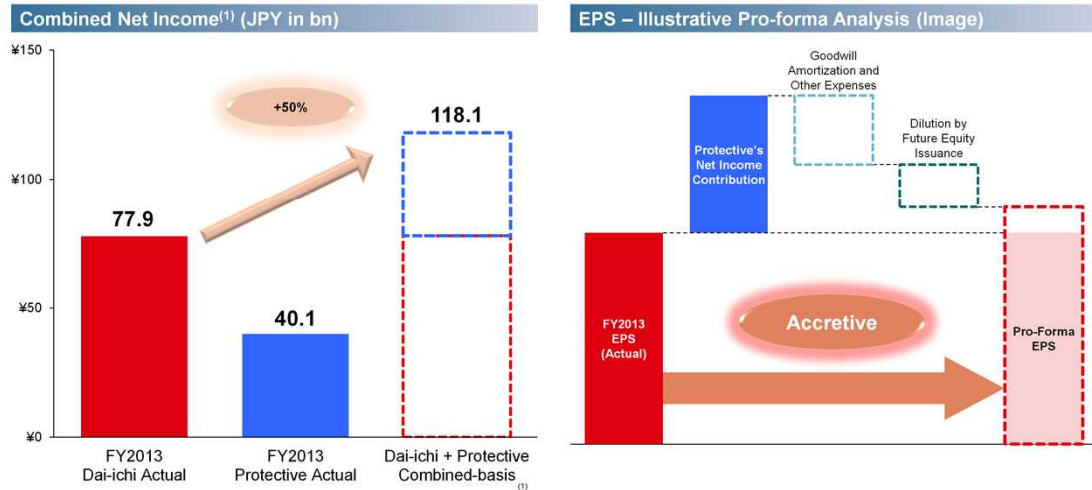 Combined Net Income(1) (JPY in bn)
¥150
¥100
¥50
¥0
+50%
77.9
40.1
118.1
FY2013
Dai-ichi Actual
FY2013
Protective Actual
Dai-ichi + Protective
Combined-basis
(1)
EPS – Illustrative Pro-forma Analysis (Image)
Goodwill
Amortization and
Other Expenses
Dilution by
Future Equity
Issuance
Protective's
Net Income
Contribution
Accretive
FY2013
EPS
(Actual)
Pro-Forma
EPS